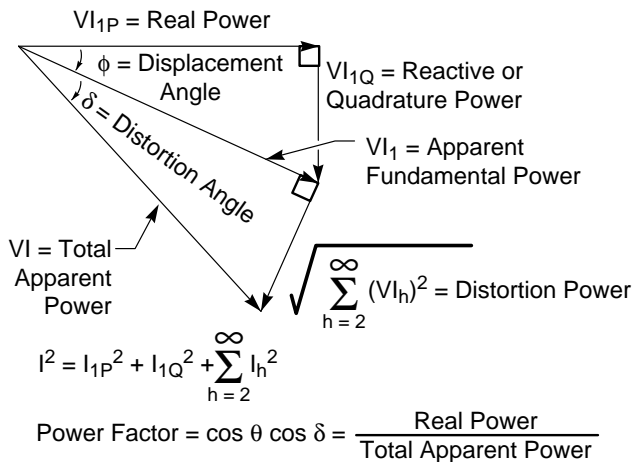 VI1P = Real Power
ϕ = Displacement
Angle
VI1Q = Reactive or
Quadrature Power
δ = Distortion Angle
VI1 = Apparent
Fundamental Power
VI = Total
Apparent
Power
√ ∑ (h = 2 to ∞) (VIh)² = Distortion Power
I² = I1P² + I1Q² + ∑ (h = 2 to ∞) Ih²
Power Factor = cos θ cos δ = Real Power / Total Apparent Power